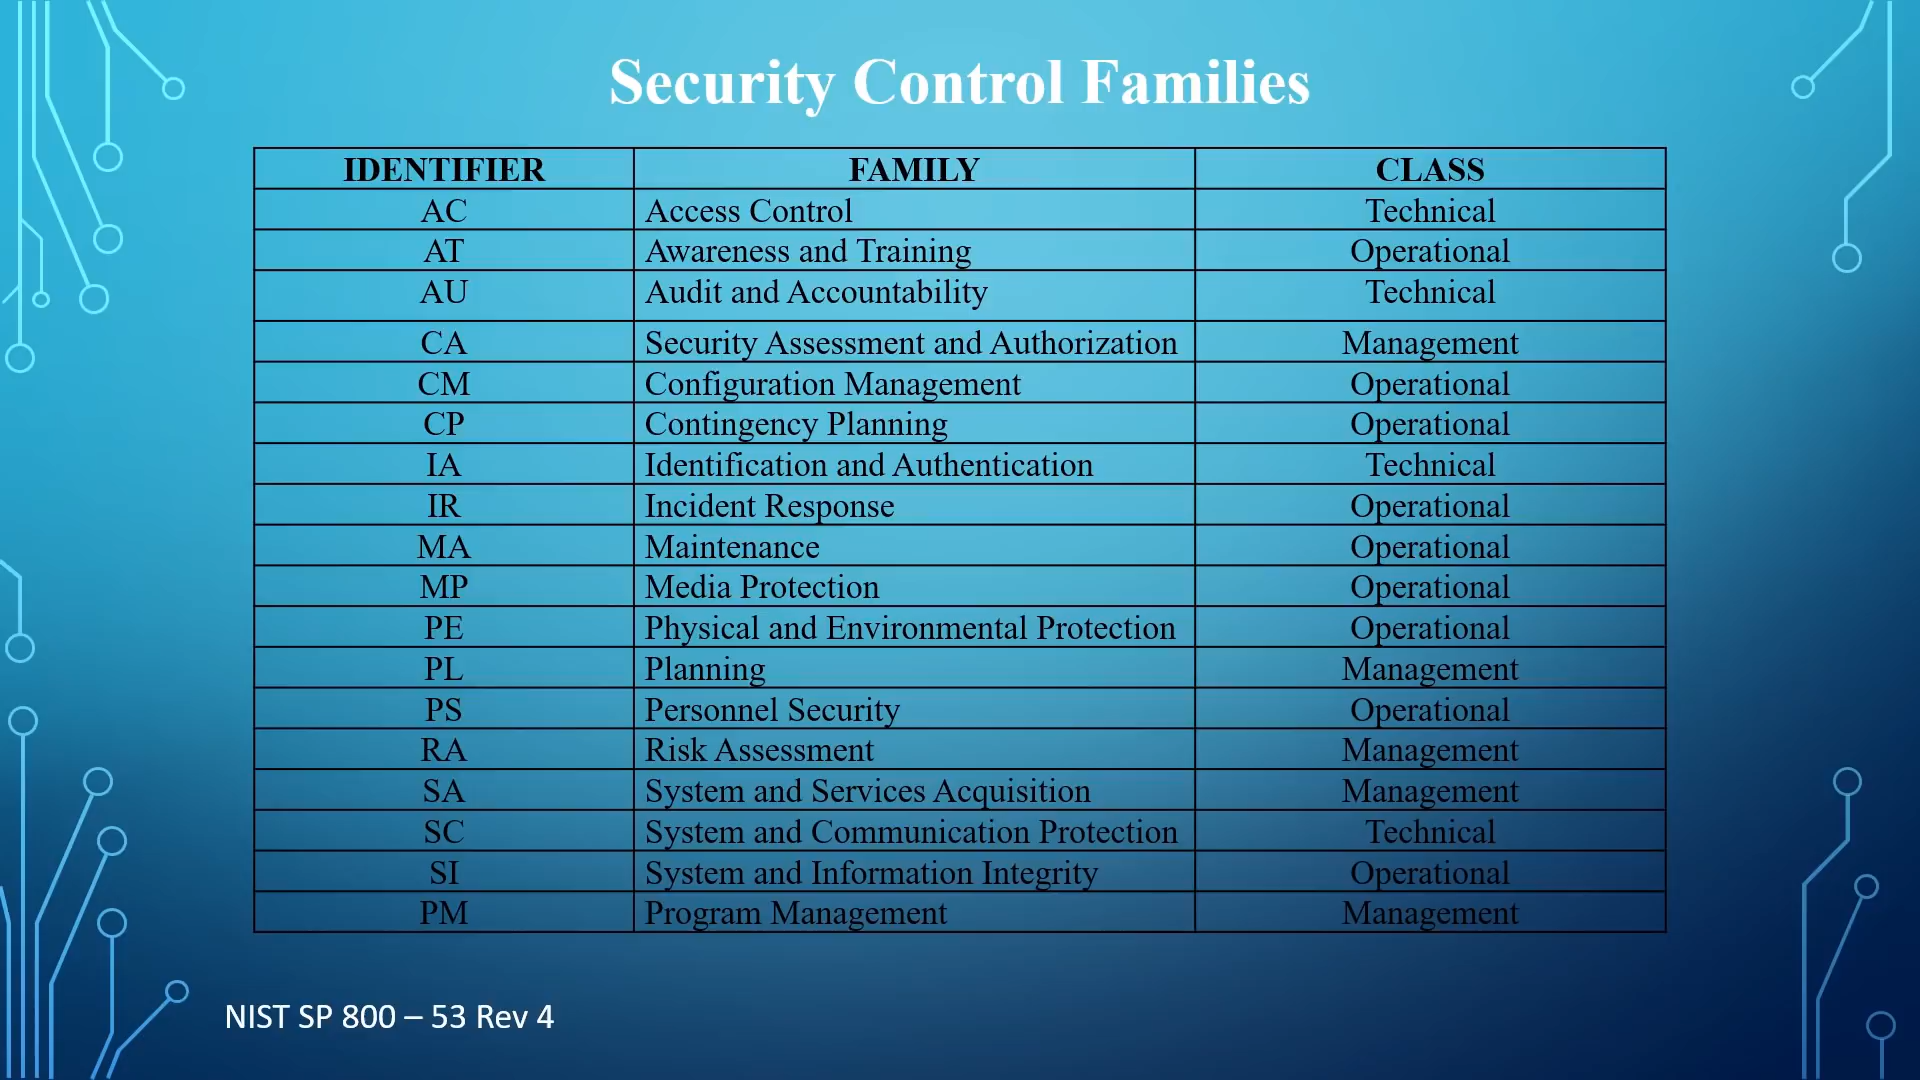 Security Control Families
IDENTIFIER FAMILY CLASS
AC Access Control Technical
AT Awareness and Training Operational
AU Audit and Accountability Technical
CA Security Assessment and Authorization Management
CM Configuration Management Operational
CP Contingency Planning Operational
IA Identification and Authentication Technical
IR Incident Response Operational
MA Maintenance Operational
MP Media Protection Operational
PE Physical and Environmental Protection Operational
PL Planning Management
PS Personnel Security Operational
RA Risk Assessment Management
SA System and Services Acquisition Management
SC System and Communication Protection Technical
SI System and Information Integrity Operational
PM Program Management Management
NIST SP 800 – 53 Rev 4